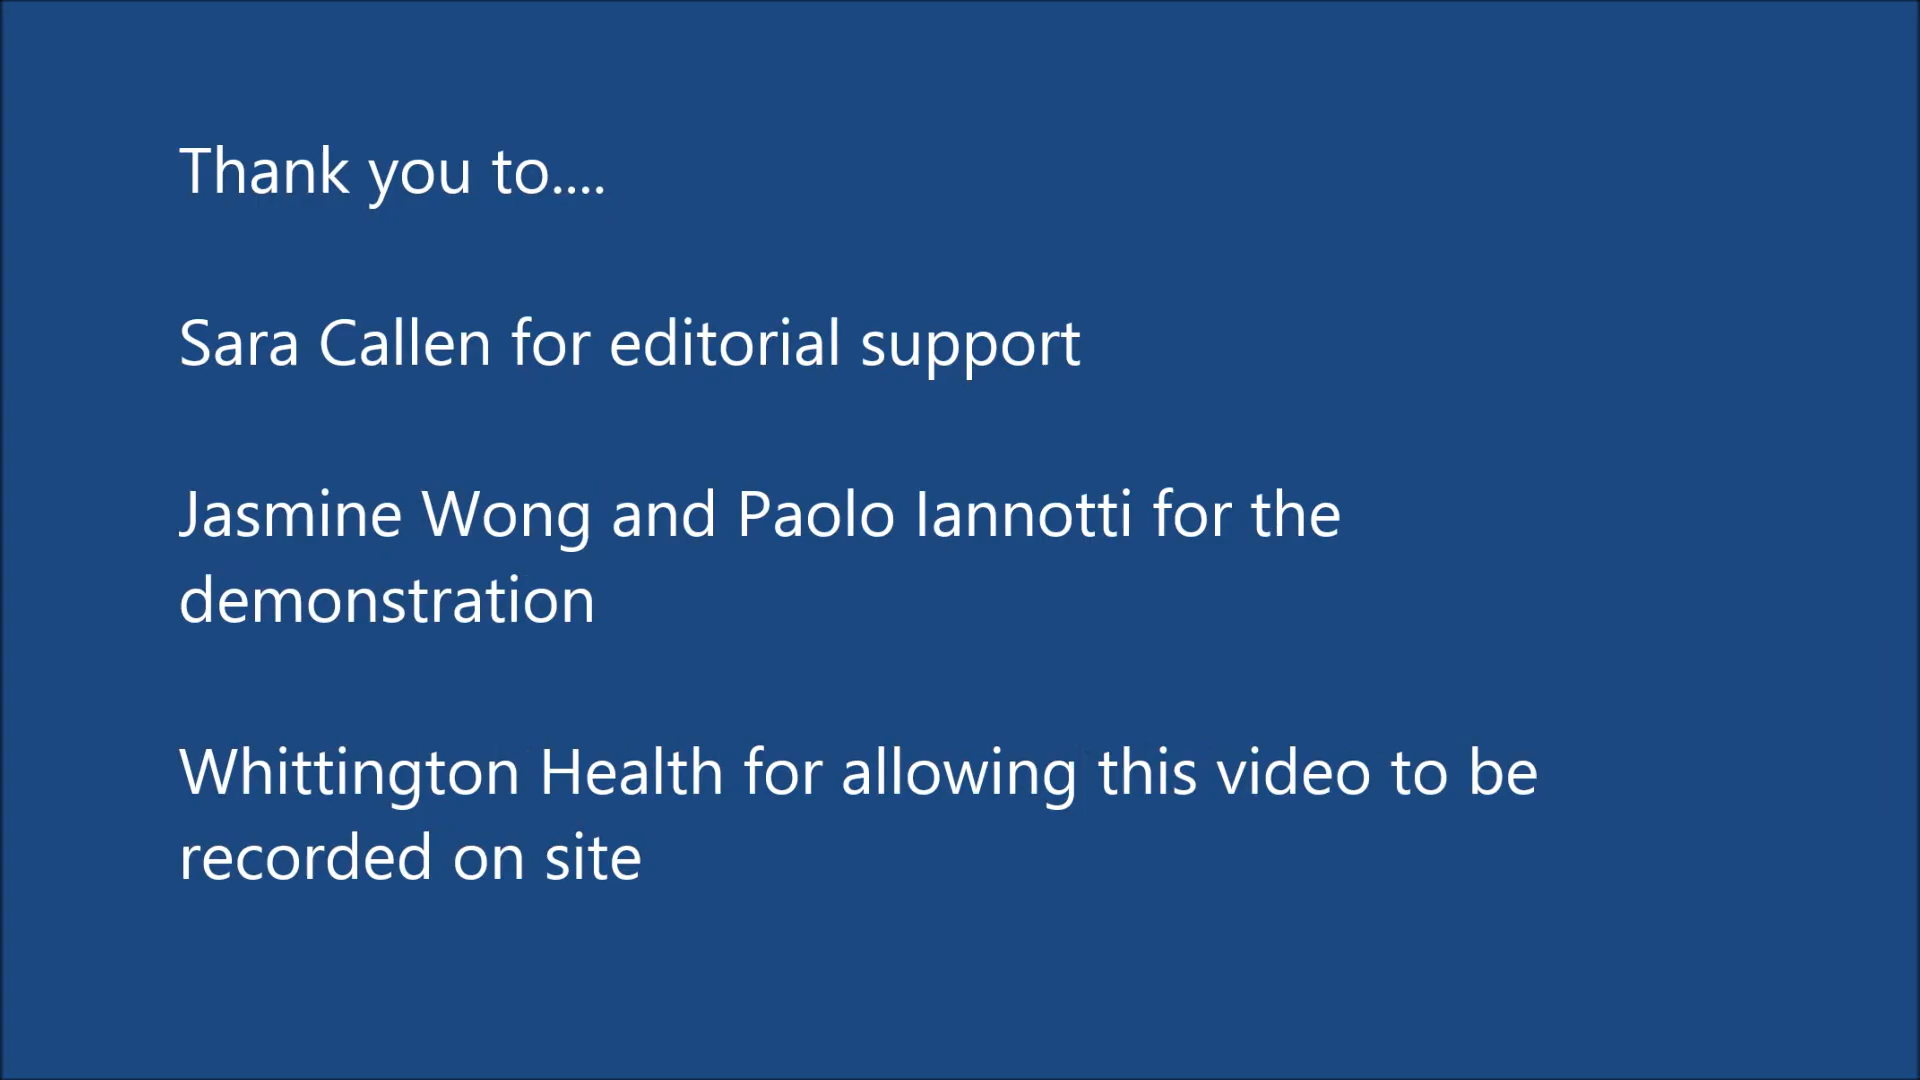 Thank you to....
Sara Callen for editorial support
Jasmine Wong and Paolo Iannotti for the
demonstration
Whittington Health for allowing this video to be
recorded on site